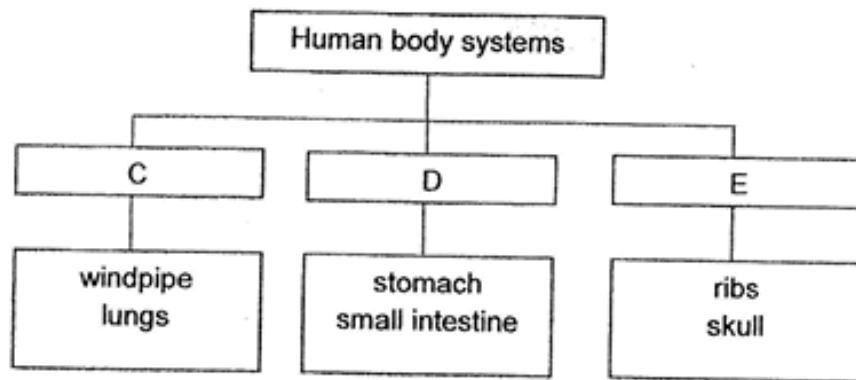 Human body systems
C
D
E
windpipe
lungs
stomach
small intestine
ribs
skull